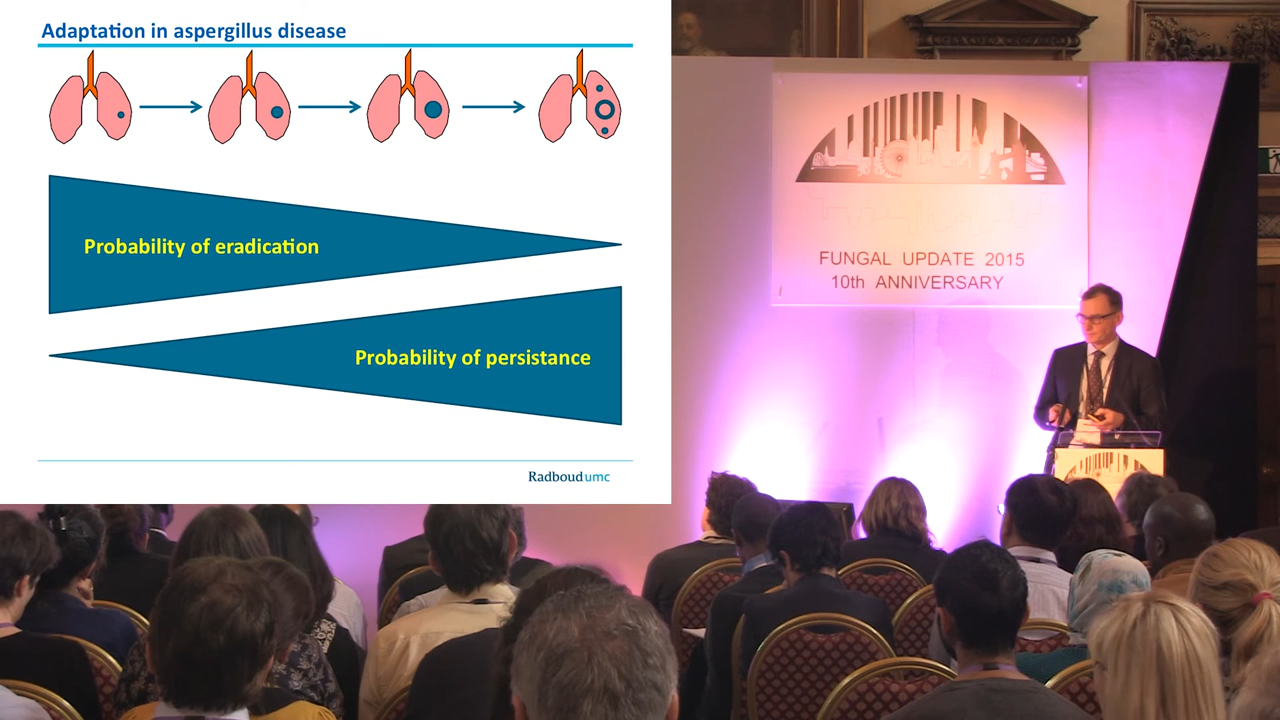 Adaptation in aspergillus disease
Probability of eradication
Probability of persistance
Radboudumc
FUNGAL UPDATE 2015
10th ANNIVERSARY